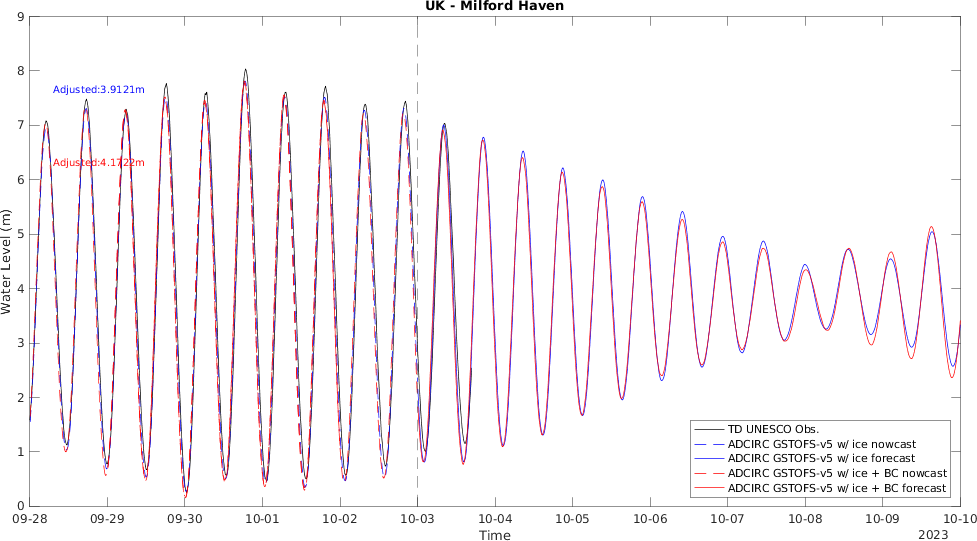 UK - Milford Haven
9
8
7
6
5
4
3
2
1
0
Water Level (m)
Adjusted:3.9121m
Adjusted:4.1722m
TD UNESCO Obs.
ADCIRC GSTOFS-v5 w/ ice nowcast
ADCIRC GSTOFS-v5 w/ ice forecast
ADCIRC GSTOFS-v5 w/ ice + BC nowcast
ADCIRC GSTOFS-v5 w/ ice + BC forecast
09-28 09-29 09-30 10-01 10-02 10-03 10-04 10-05 10-06 10-07 10-08 10-09 10-10
Time
2023